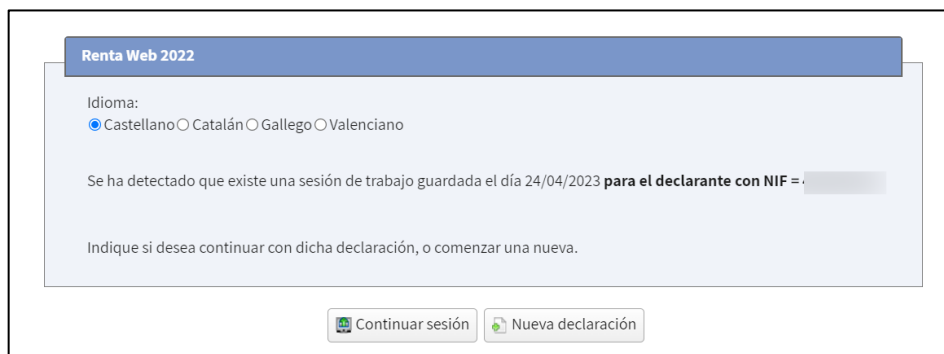 Renta Web 2022
Idioma:
Castellano Catalán Gallego Valenciano
Se ha detectado que existe una sesión de trabajo guardada el día 24/04/2023 para el declarante con NIF =
Indique si desea continuar con dicha declaración, o comenzar una nueva.
Continuar sesión Nueva declaración